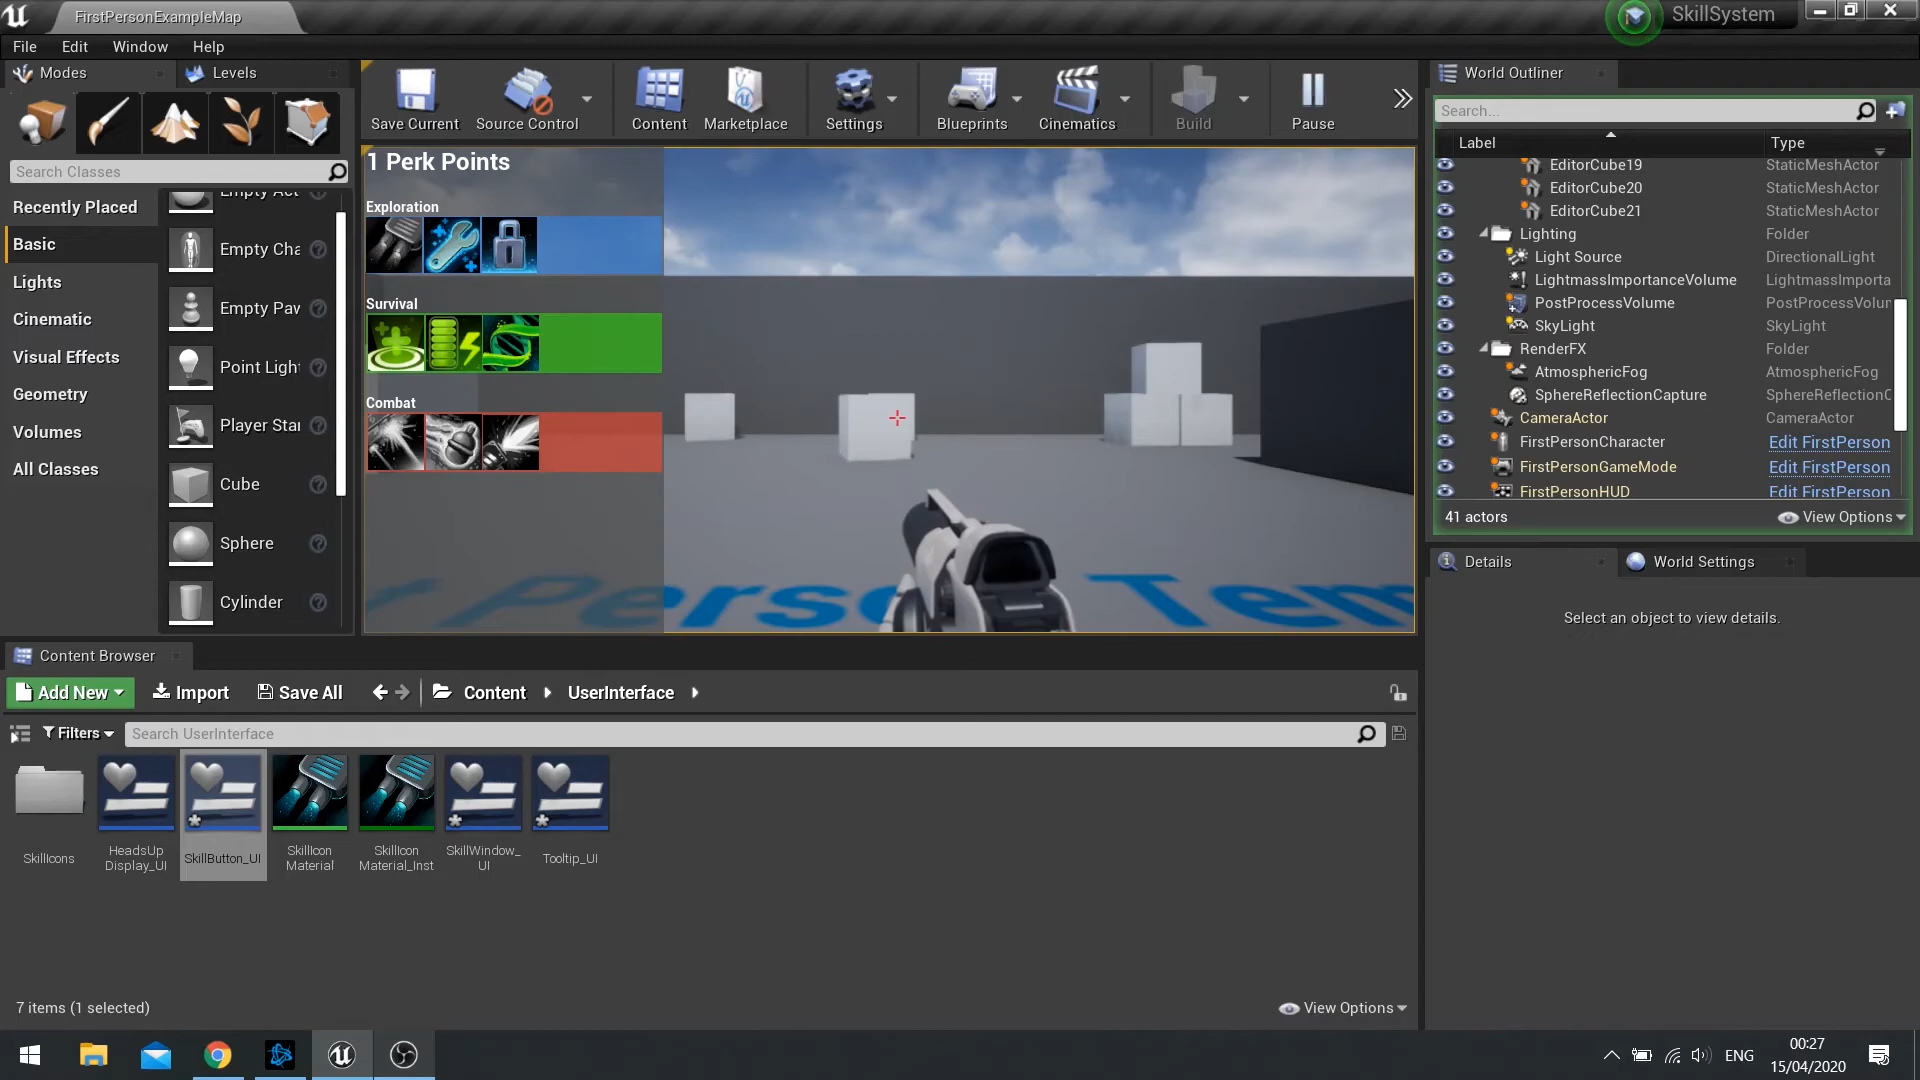 FirstPersonExampleMap
SkillSystem
File Edit Window Help
Modes
Levels
Search Classes
Recently Placed
Basic
Lights
Cinematic
Visual Effects
Geometry
Volumes
All Classes
Empty Act
Empty Cha
Empty Paw
Point Light
Player Star
Cube
Sphere
Cylinder
Save Current
Source Control
Content
Marketplace
Settings
Blueprints
Cinematics
Build
Pause
1 Perk Points
Exploration
Survival
Combat
Person Tem
World Outliner
Search...
Label Type
EditorCube19 StaticMeshActor
EditorCube20 StaticMeshActor
EditorCube21 StaticMeshActor
Lighting Folder
Light Source DirectionalLight
LightmassImportanceVolume LightmassImporta
PostProcessVolume PostProcessVolun
SkyLight SkyLight
RenderFX Folder
AtmosphericFog AtmosphericFog
SphereReflectionCapture SphereReflectionC
CameraActor CameraActor
FirstPersonCharacter Edit FirstPerson
FirstPersonGameMode Edit FirstPerson
FirstPersonHUD Edit FirstPerson
41 actors
View Options
Details
World Settings
Select an object to view details.
Content Browser
Add New
Import
Save All
Content
UserInterface
Filters
Search UserInterface
SkillIcons
HeadsUp
Display_UI
SkillButton_UI
SkillIcon
Material
SkillIcon
Material_Inst
SkillWindow_
UI
Tooltip_UI
7 items (1 selected)
View Options
ENG
00:27
15/04/2020